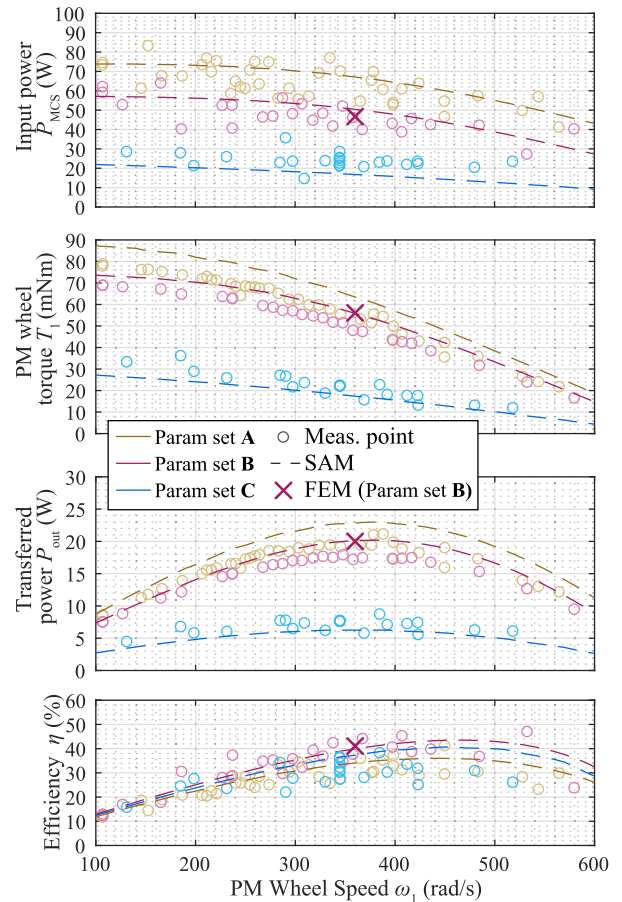 Input power
P_MCS (W)
100
90
80
70
60
50
40
30
20
10
0
PM wheel
torque T₁ (mNm)
90
80
70
60
50
40
30
20
10
0
Param set A
Meas. point
Param set B
SAM
Param set C
FEM (Param set B)
Transferred
power P_out (W)
30
25
20
15
10
5
0
Efficiency η (%)
60
50
40
30
20
10
0
100 200 300 400 500 600
PM Wheel Speed ω₁ (rad/s)